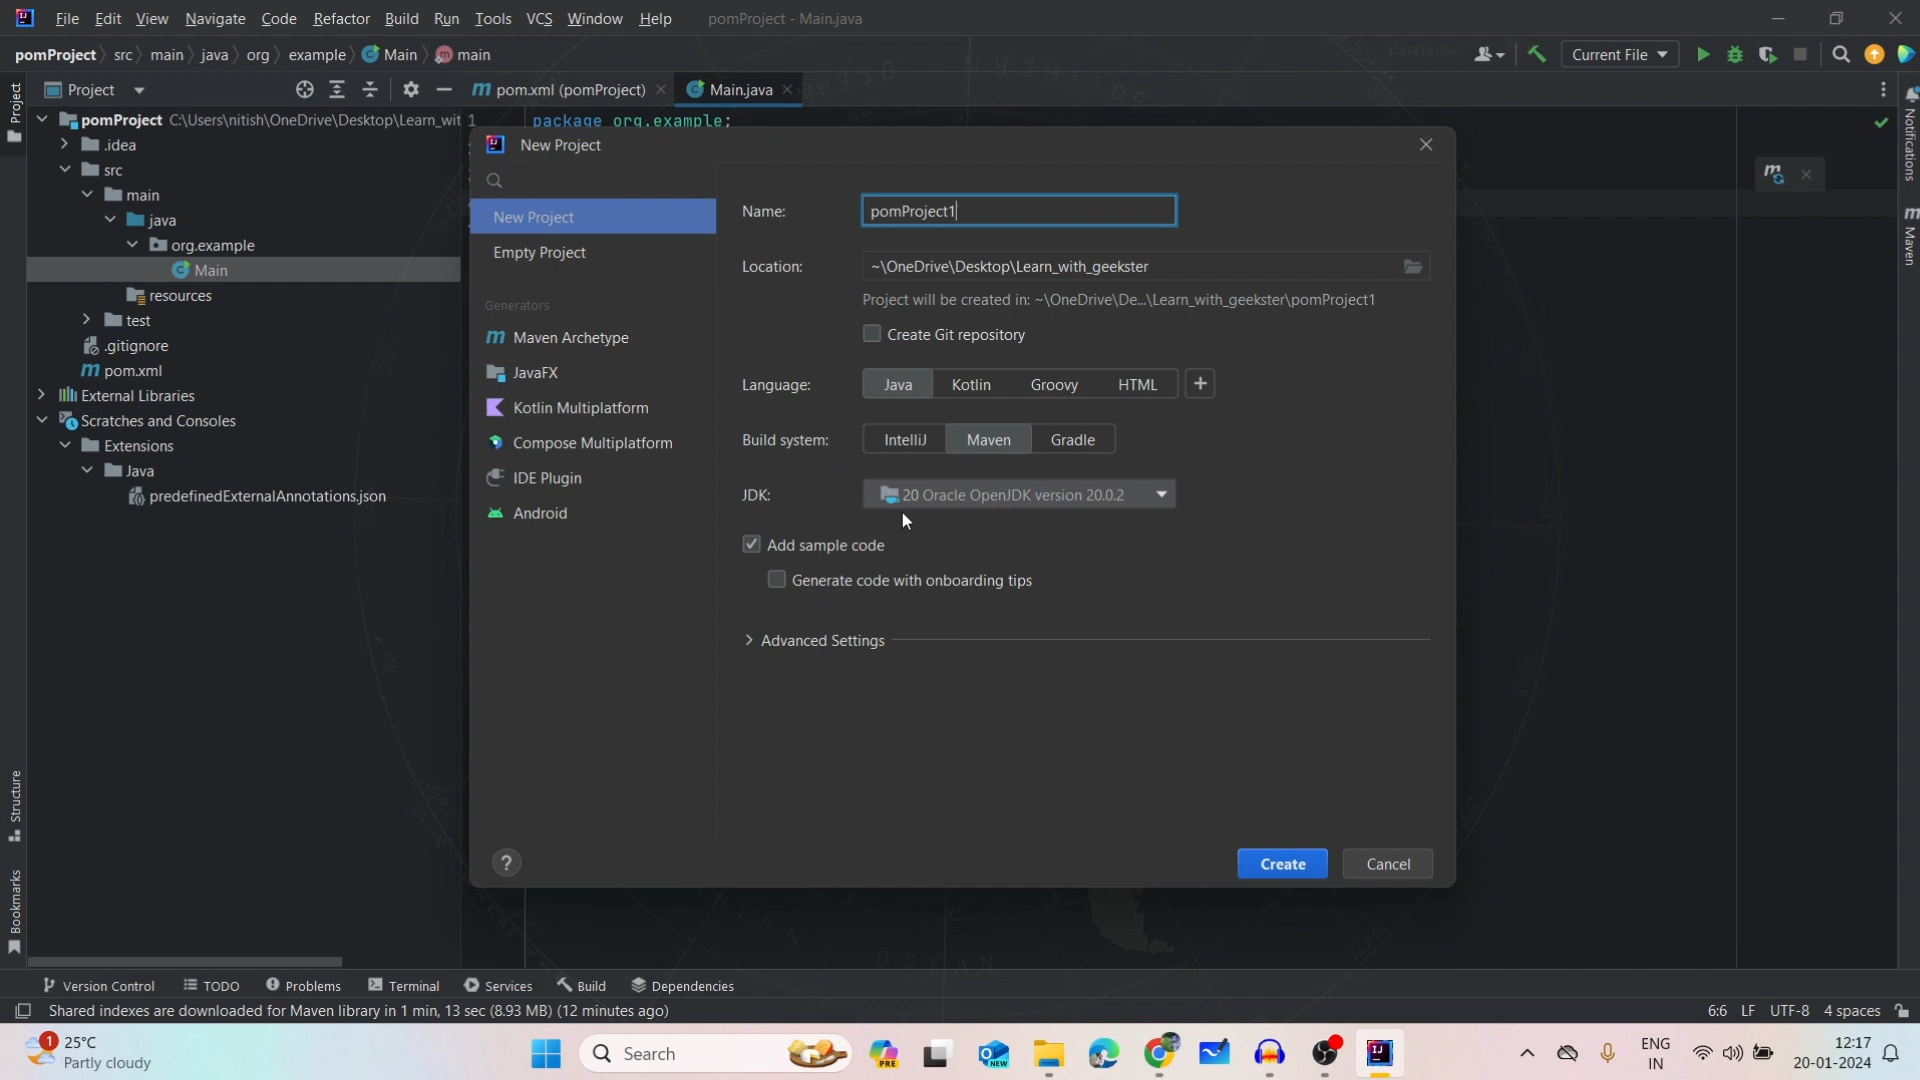 File Edit View Navigate Code Refactor Build Run Tools VCS Window Help pomProject - Main.java
pomProject src main java org example Main main
Current File
Project
pom.xml (pomProject)
Main.java
Project
pomProject C:\Users\nitish\OneDrive\Desktop\Learn_wit
.idea
src
main
java
org.example
Main
resources
test
.gitignore
pom.xml
External Libraries
Scratches and Consoles
Extensions
Java
predefinedExternalAnnotations.json
1 package org.example;
New Project
New Project
Empty Project
Generators
Maven Archetype
JavaFX
Kotlin Multiplatform
Compose Multiplatform
IDE Plugin
Android
Name: pomProject1
Location: ~\OneDrive\Desktop\Learn_with_geekster
Project will be created in: ~\OneDrive\De...\Learn_with_geekster\pomProject1
Create Git repository
Language: Java Kotlin Groovy HTML +
Build system: IntelliJ Maven Gradle
JDK: 20 Oracle OpenJDK version 20.0.2
Add sample code
Generate code with onboarding tips
Advanced Settings
? Create Cancel
Notifications
Maven
Structure
Bookmarks
Version Control TODO Problems Terminal Services Build Dependencies
Shared indexes are downloaded for Maven library in 1 min, 13 sec (8.93 MB) (12 minutes ago)
6:6 LF UTF-8 4 spaces
1 25°C
Partly cloudy
Search
PRE
NEW
ENG
IN
12:17
20-01-2024